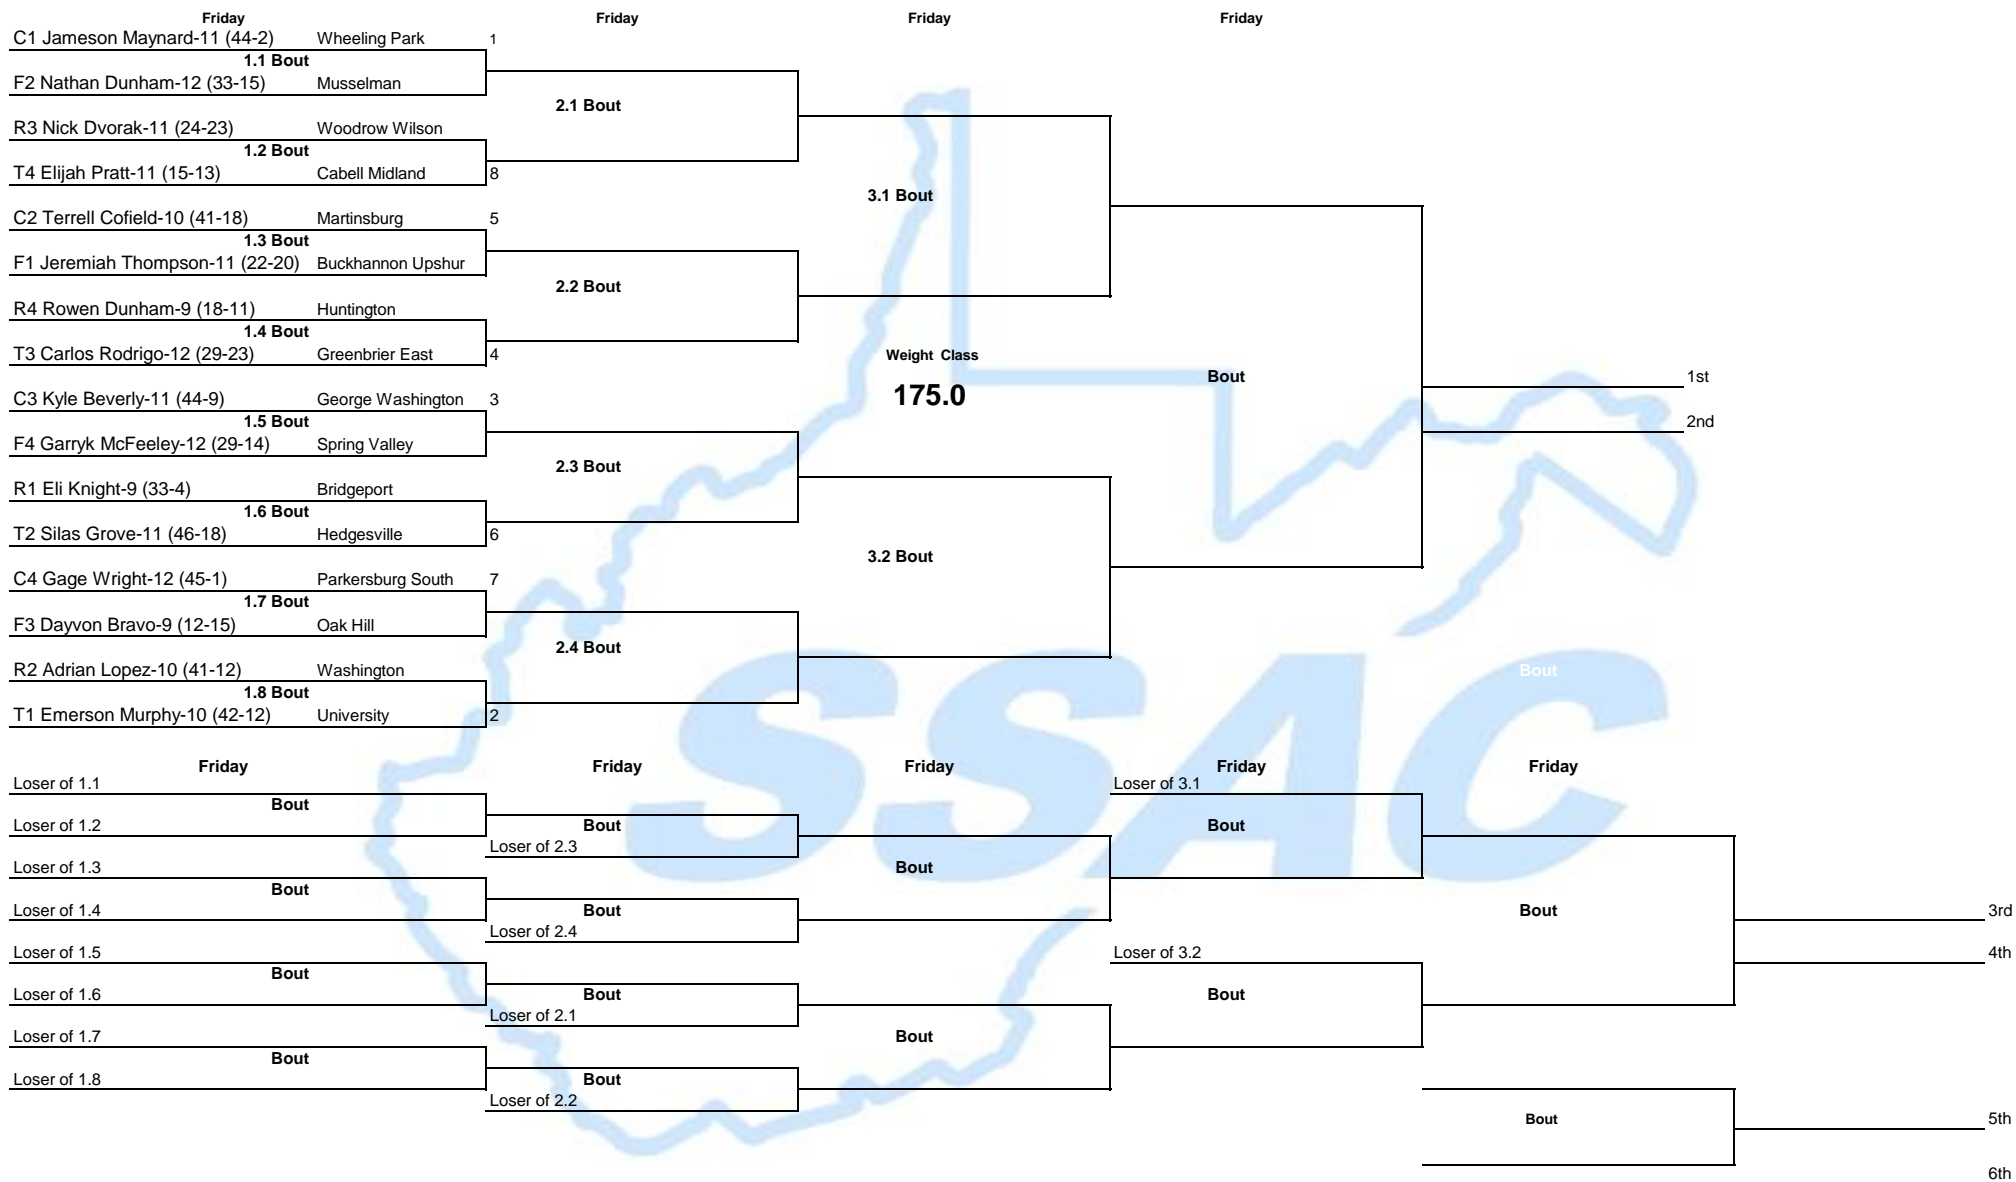 Friday Friday Friday Friday
C1 Jameson Maynard-11 (44-2) Wheeling Park 1
1.1 Bout
F2 Nathan Dunham-12 (33-15) Musselman
2.1 Bout
R3 Nick Dvorak-11 (24-23) Woodrow Wilson
1.2 Bout
T4 Elijah Pratt-11 (15-13) Cabell Midland 8
3.1 Bout
C2 Terrell Cofield-10 (41-18) Martinsburg 5
1.3 Bout
F1 Jeremiah Thompson-11 (22-20) Buckhannon Upshur
2.2 Bout
R4 Rowen Dunham-9 (18-11) Huntington
1.4 Bout
T3 Carlos Rodrigo-12 (29-23) Greenbrier East 4
Weight Class
Bout 1st
175.0
C3 Kyle Beverly-11 (44-9) George Washington 3
1.5 Bout 2nd
F4 Garryk McFeeley-12 (29-14) Spring Valley
2.3 Bout
R1 Eli Knight-9 (33-4) Bridgeport
1.6 Bout
T2 Silas Grove-11 (46-18) Hedgesville 6
3.2 Bout
C4 Gage Wright-12 (45-1) Parkersburg South 7
1.7 Bout
F3 Dayvon Bravo-9 (12-15) Oak Hill
2.4 Bout
R2 Adrian Lopez-10 (41-12) Washington
Bout
1.8 Bout
T1 Emerson Murphy-10 (42-12) University 2
SSAC
Friday Friday Friday Friday Friday
Loser of 1.1 Loser of 3.1
Bout
Loser of 1.2 Bout Bout
Loser of 2.3
Loser of 1.3 Bout
Bout
Loser of 1.4 Bout Bout 3rd
Loser of 2.4
Loser of 1.5 Loser of 3.2 4th
Bout
Loser of 1.6 Bout Bout
Loser of 2.1
Loser of 1.7 Bout
Bout
Loser of 1.8 Bout
Loser of 2.2
Bout 5th
6th